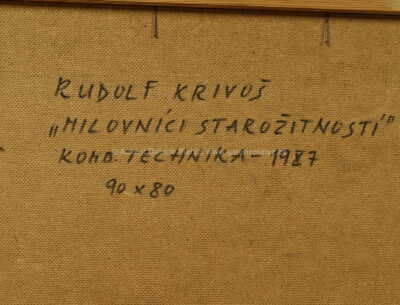 RUDOLF KRIVOŠ
„MILOVNÍCI STAROŽITNOSTÍ"
KOMB. TECHNIKA - 1987
90 x 80